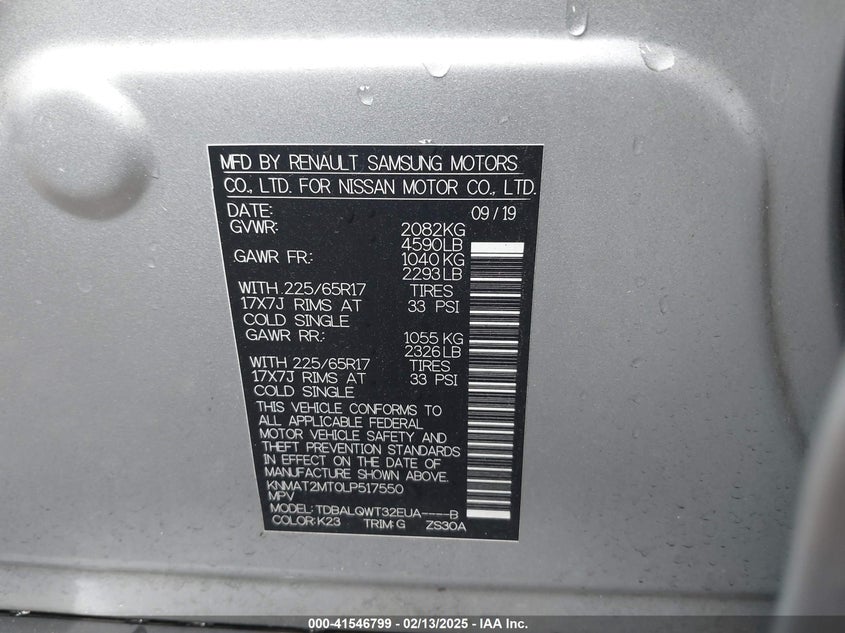 MFD BY RENAULT SAMSUNG MOTORS
CO., LTD. FOR NISSAN MOTOR CO., LTD.
DATE: 09/19
GVWR: 2082KG
4590LB
GAWR FR.: 1040 KG
2293LB
WITH 225/65R17 TIRES
17X7J RIMS AT 33 PSI
COLD SINGLE
GAWR RR.: 1055 KG
2326LB
WITH 225/65R17 TIRES
17X7J RIMS AT 33 PSI
COLD SINGLE
THIS VEHICLE CONFORMS TO
ALL APPLICABLE FEDERAL
MOTOR VEHICLE SAFETY AND
THEFT PREVENTION STANDARDS
IN EFFECT ON THE DATE OF
MANUFACTURE SHOWN ABOVE.
KNMAT2MT0LP517550
MPV
MODEL: TDBALQWT32EUA----B
COLOR:K23 TRIM:G ZS30A
000-41546799 - 02/13/2025 - IAA Inc.